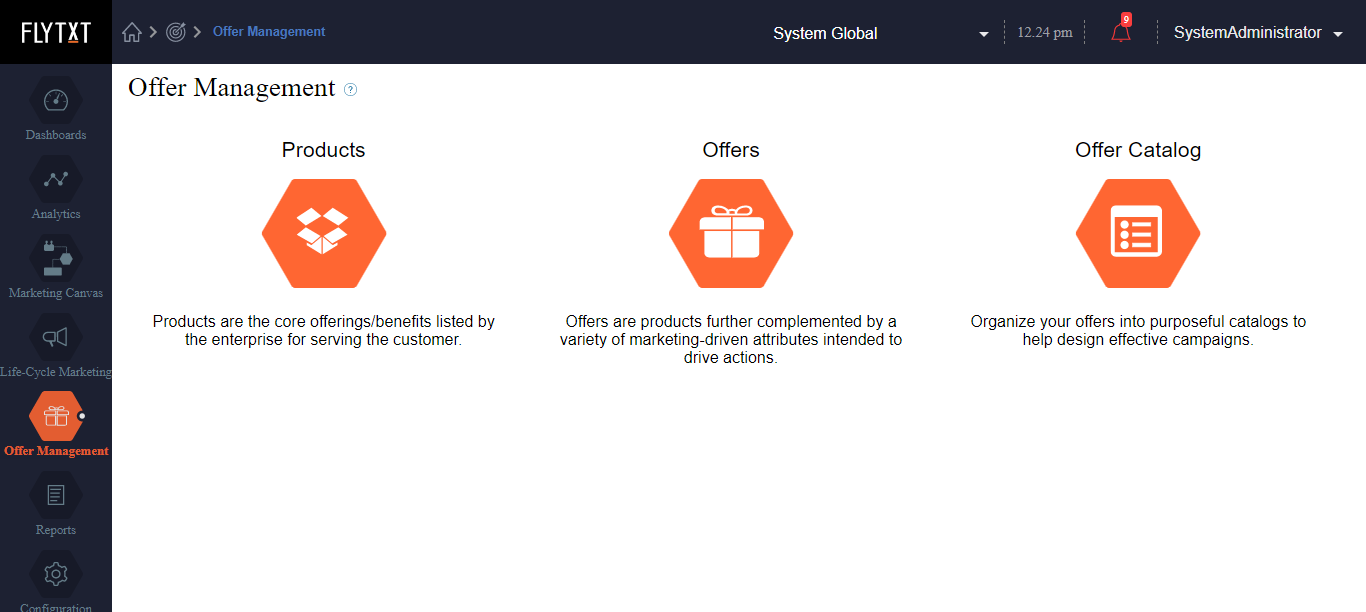 FLYTXT
Offer Management
System Global
12.24 pm
9
SystemAdministrator
Dashboards
Analytics
Marketing Canvas
Life-Cycle Marketing
Offer Management
Reports
Configuration
Offer Management ?
Products
Products are the core offerings/benefits listed by
the enterprise for serving the customer.
Offers
Offers are products further complemented by a
variety of marketing-driven attributes intended to
drive actions.
Offer Catalog
Organize your offers into purposeful catalogs to
help design effective campaigns.